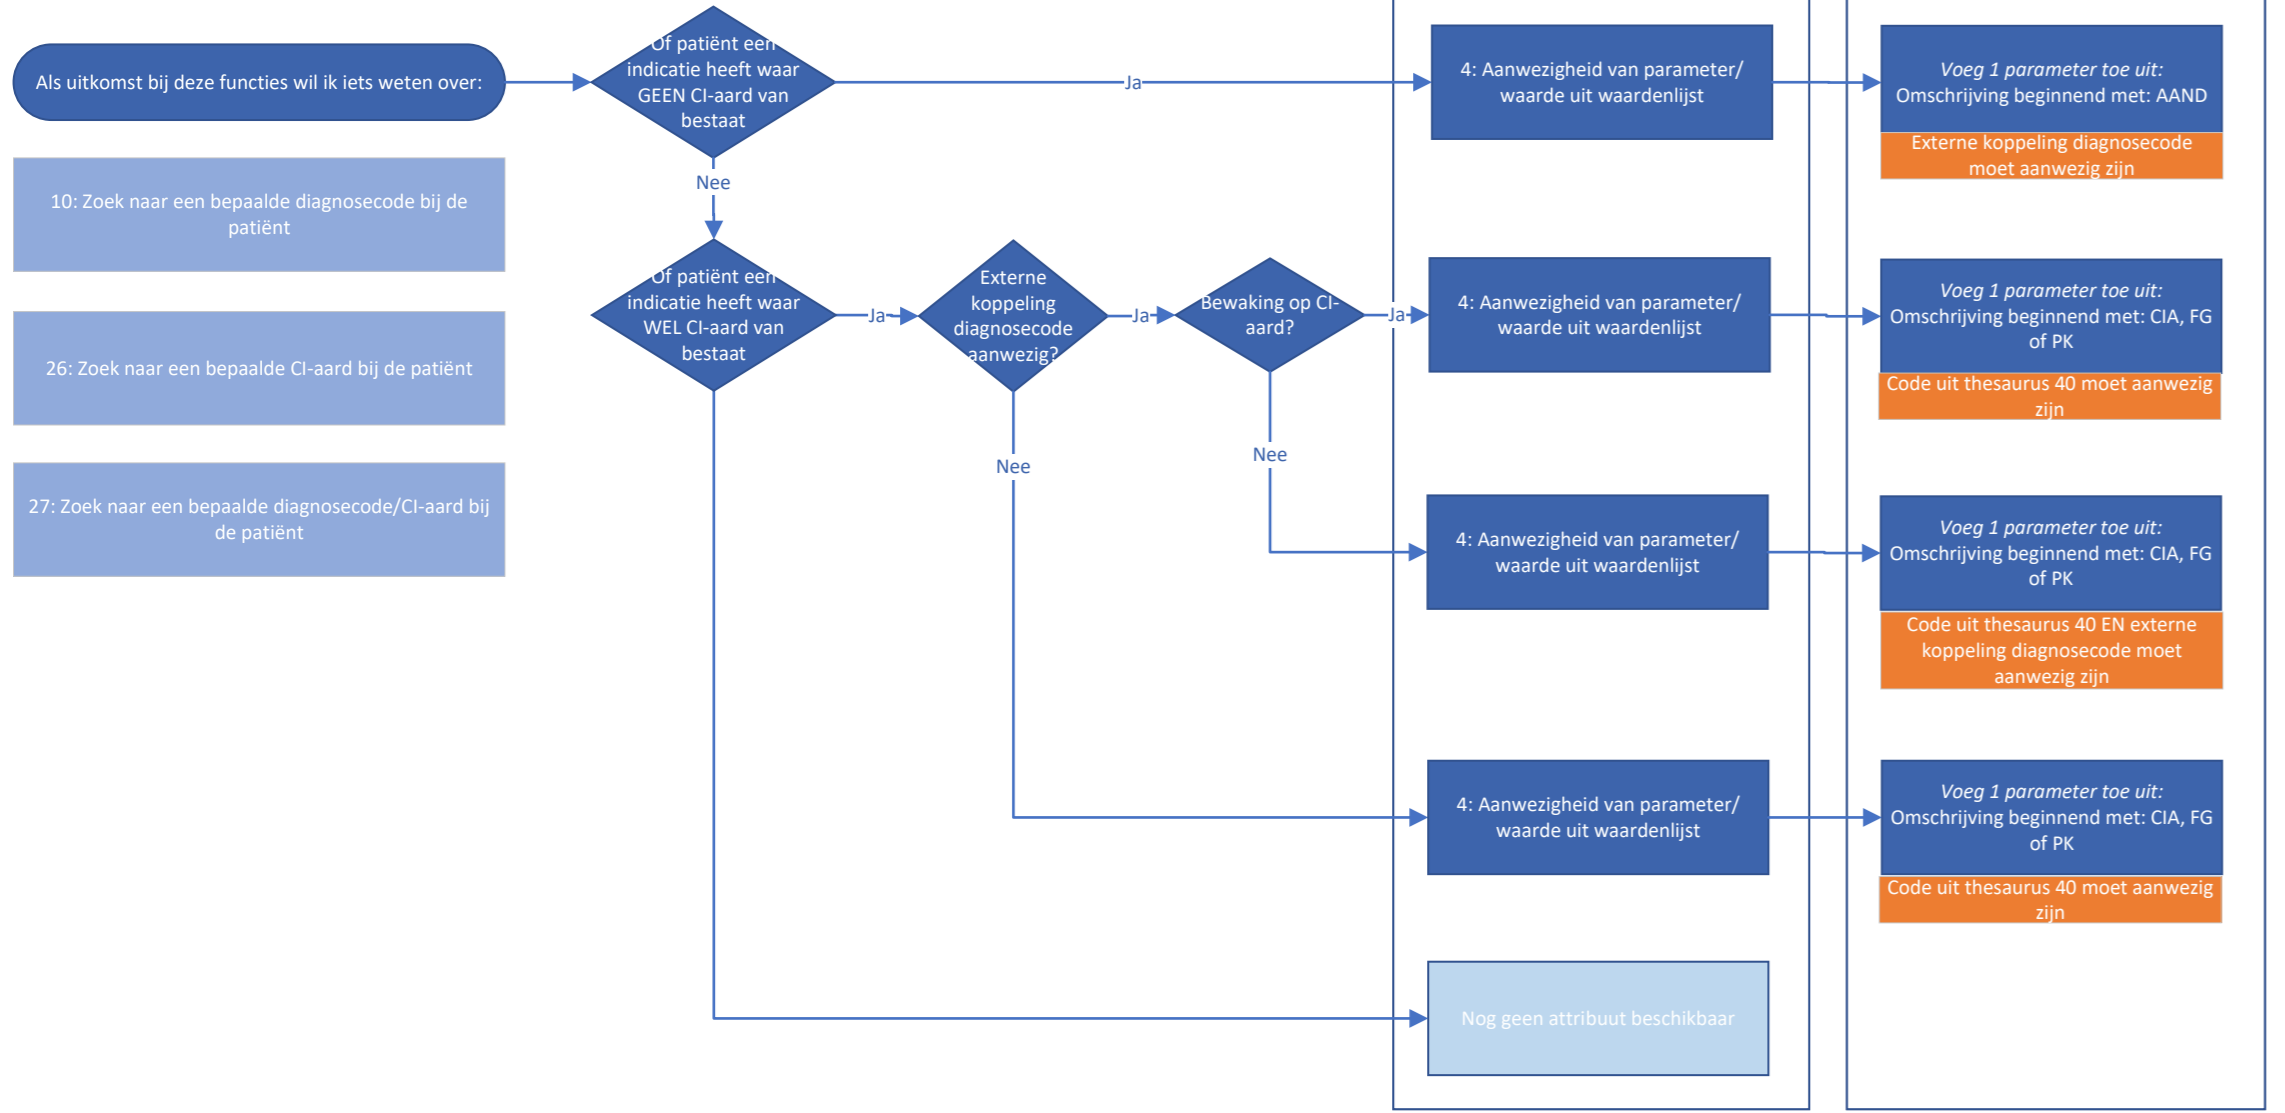 Als uitkomst bij deze functies wil ik iets weten over:
10: Zoek naar een bepaalde diagnosecode bij de
patiënt
26: Zoek naar een bepaalde CI-aard bij de patiënt
27: Zoek naar een bepaalde diagnosecode/CI-aard bij
de patiënt
Of patiënt een
indicatie heeft waar
GEEN CI-aard van
bestaat
Ja
4: Aanwezigheid van parameter/
waarde uit waardenlijst
Voeg 1 parameter toe uit:
Omschrijving beginnend met: AAND
Externe koppeling diagnosecode
moet aanwezig zijn
Nee
Of patiënt een
indicatie heeft waar
WEL CI-aard van
bestaat
Ja
Externe
koppeling
diagnosecode
aanwezig?
Ja
Bewaking op CI-
aard?
Ja
4: Aanwezigheid van parameter/
waarde uit waardenlijst
Voeg 1 parameter toe uit:
Omschrijving beginnend met: CIA, FG
of PK
Code uit thesaurus 40 moet aanwezig
zijn
Nee
Nee
4: Aanwezigheid van parameter/
waarde uit waardenlijst
Voeg 1 parameter toe uit:
Omschrijving beginnend met: CIA, FG
of PK
Code uit thesaurus 40 EN externe
koppeling diagnosecode moet
aanwezig zijn
4: Aanwezigheid van parameter/
waarde uit waardenlijst
Voeg 1 parameter toe uit:
Omschrijving beginnend met: CIA, FG
of PK
Code uit thesaurus 40 moet aanwezig
zijn
Nog geen attribuut beschikbaar